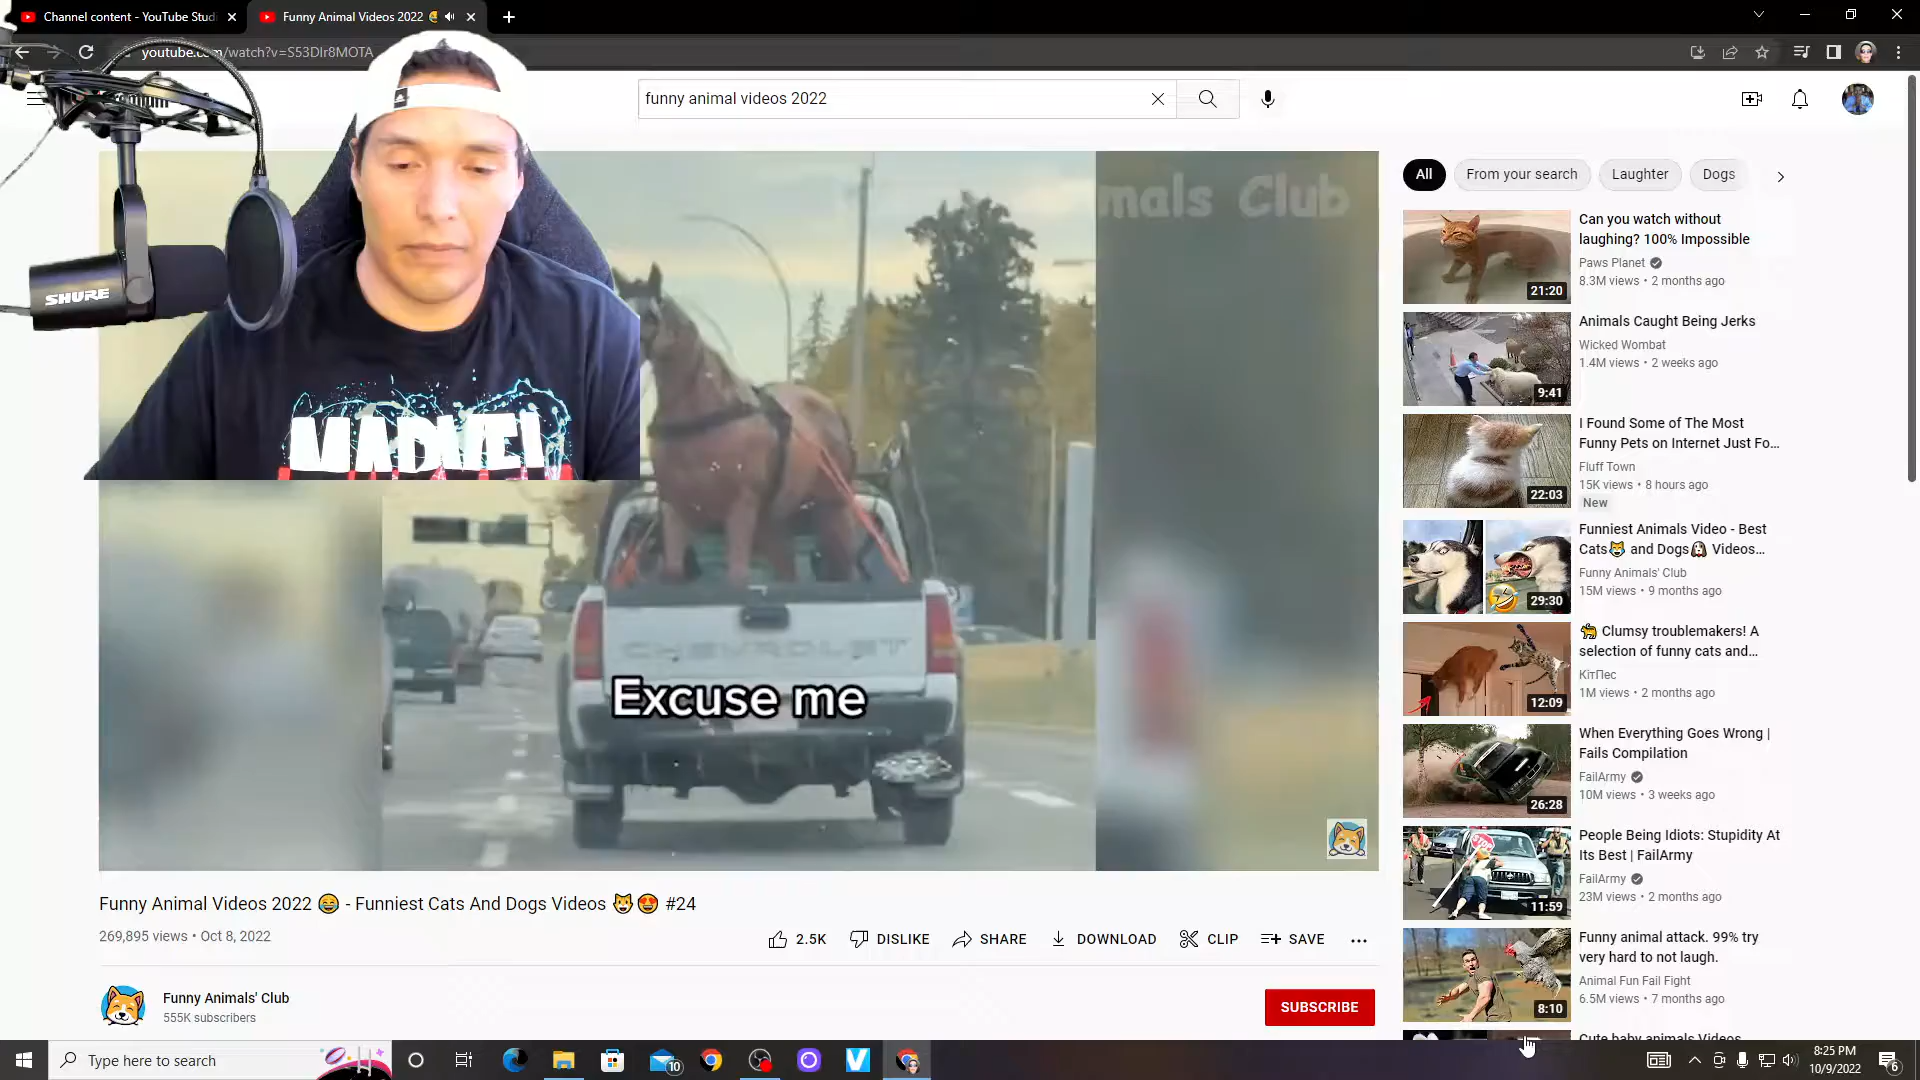 Channel content - YouTube Studi
Funny Animal Videos 2022
youtube.com/watch?v=S53Dlr8MOTA
funny animal videos 2022
mals Club
SHURE
MARVEL
CHEVROLET
Excuse me
Funny Animal Videos 2022 😂 - Funniest Cats And Dogs Videos 😺😍 #24
269,895 views • Oct 8, 2022
2.5K
DISLIKE
SHARE
DOWNLOAD
CLIP
SAVE
Funny Animals' Club
555K subscribers
SUBSCRIBE
All
From your search
Laughter
Dogs
Can you watch without
laughing? 100% Impossible
Paws Planet
8.3M views • 2 months ago
21:20
Animals Caught Being Jerks
Wicked Wombat
1.4M views • 2 weeks ago
9:41
I Found Some of The Most
Funny Pets on Internet Just Fo...
Fluff Town
15K views • 8 hours ago
New
22:03
Funniest Animals Video - Best
Cats😹 and Dogs🐶 Videos...
Funny Animals' Club
15M views • 9 months ago
29:30
🐈 Clumsy troublemakers! A
selection of funny cats and...
КітПес
1M views • 2 months ago
12:09
When Everything Goes Wrong |
Fails Compilation
FailArmy
10M views • 3 weeks ago
26:28
People Being Idiots: Stupidity At
Its Best | FailArmy
FailArmy
23M views • 2 months ago
11:59
Funny animal attack. 99% try
very hard to not laugh.
Animal Fun Fail Fight
6.5M views • 7 months ago
8:10
Cute baby animals Videos
Type here to search
10
8:25 PM
10/9/2022
6